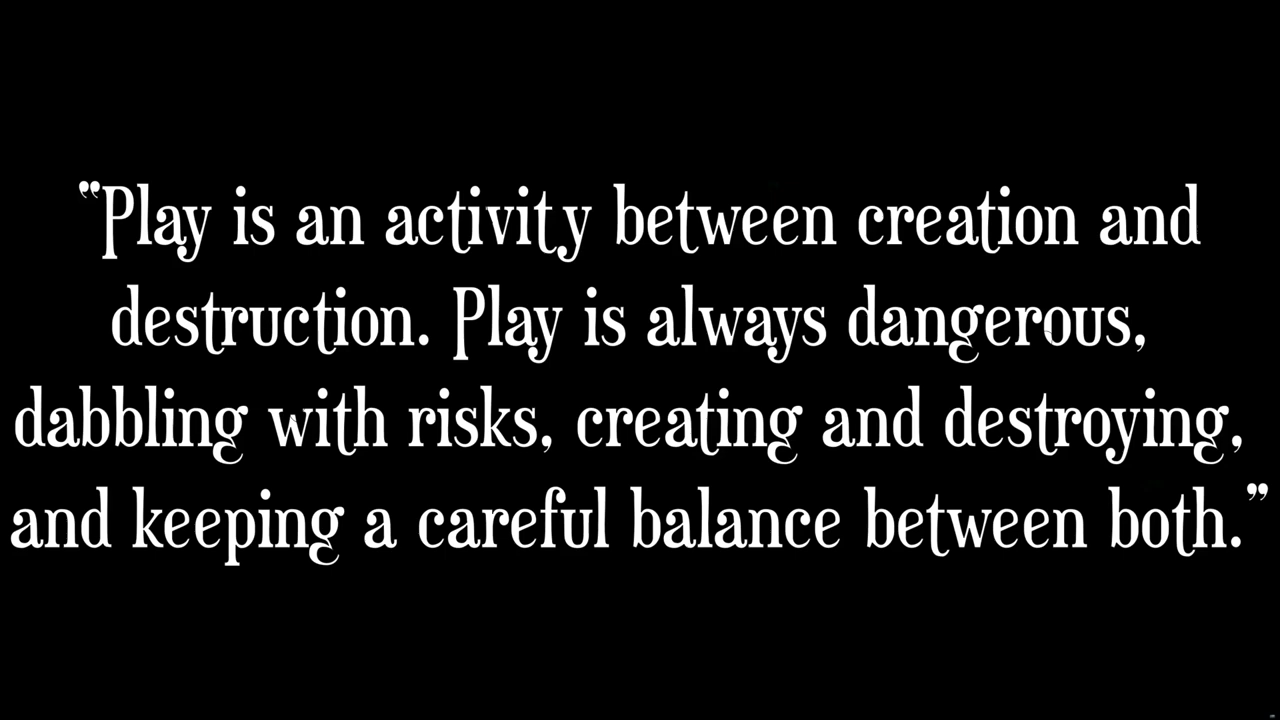 "Play is an activity between creation and
destruction. Play is always dangerous,
dabbling with risks, creating and destroying,
and keeping a careful balance between both."